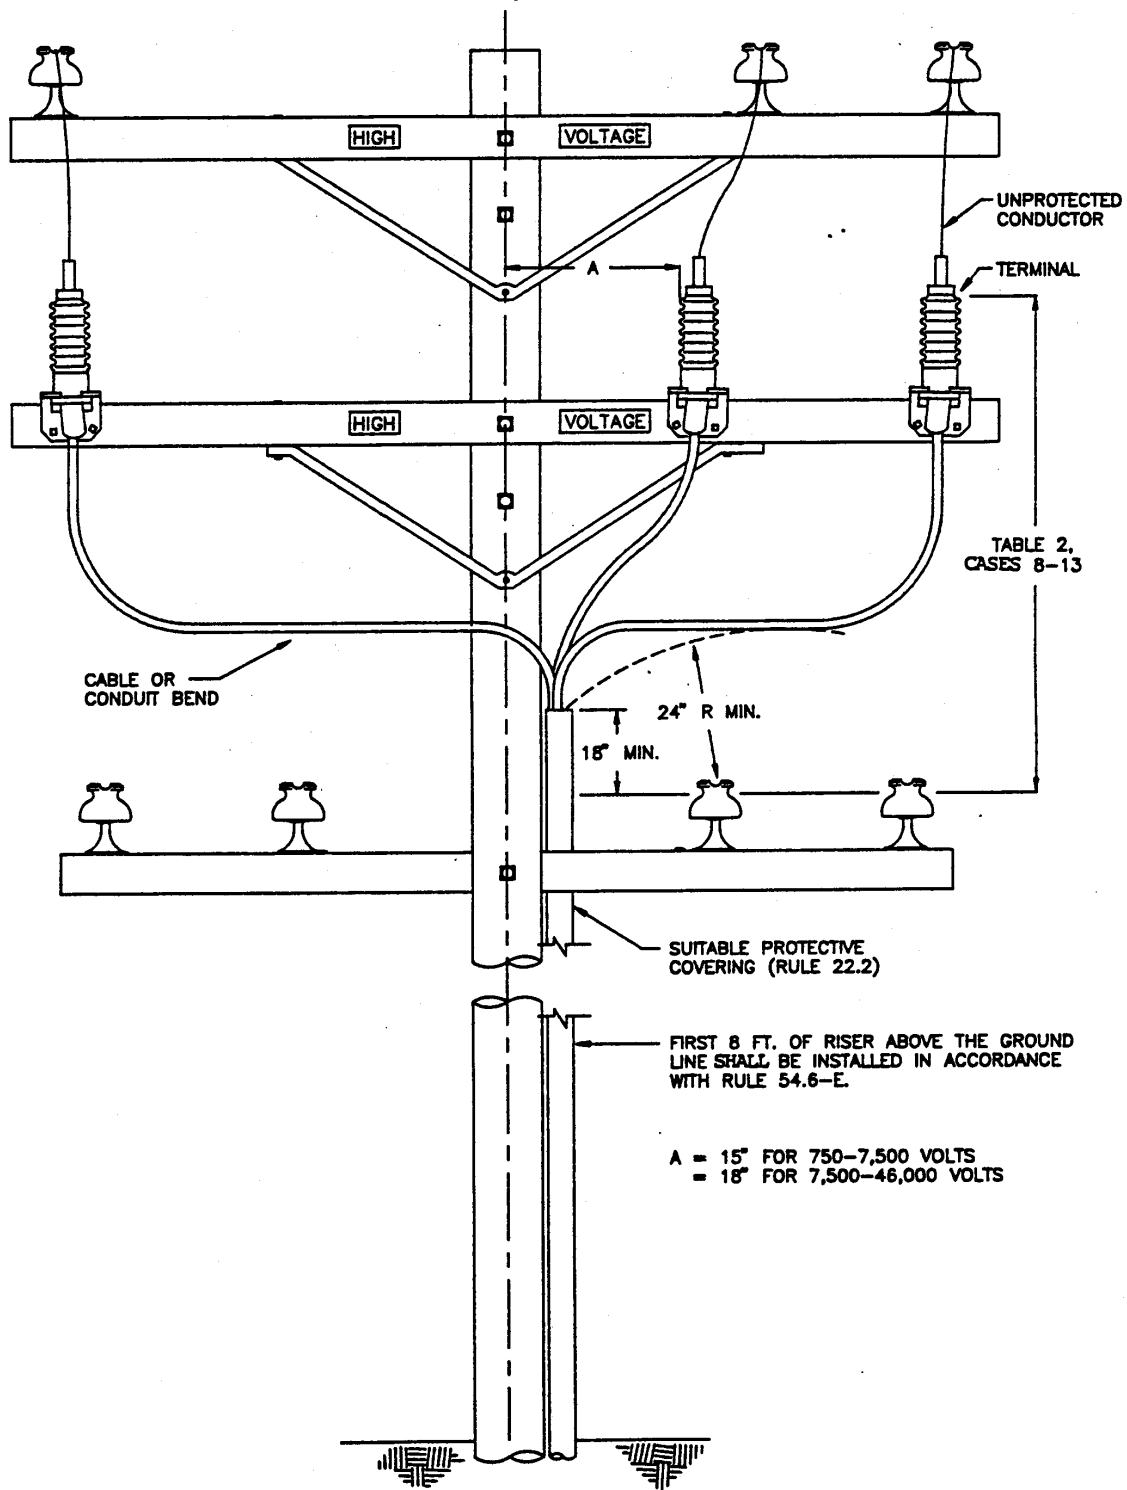 HIGH VOLTAGE
UNPROTECTED
CONDUCTOR
A
TERMINAL
HIGH VOLTAGE
TABLE 2,
CASES 8-13
CABLE OR
CONDUIT BEND
24" R MIN.
18" MIN.
SUITABLE PROTECTIVE
COVERING (RULE 22.2)
FIRST 8 FT. OF RISER ABOVE THE GROUND
LINE SHALL BE INSTALLED IN ACCORDANCE
WITH RULE 54.6-E.
A = 15" FOR 750-7,500 VOLTS
= 18" FOR 7,500-46,000 VOLTS